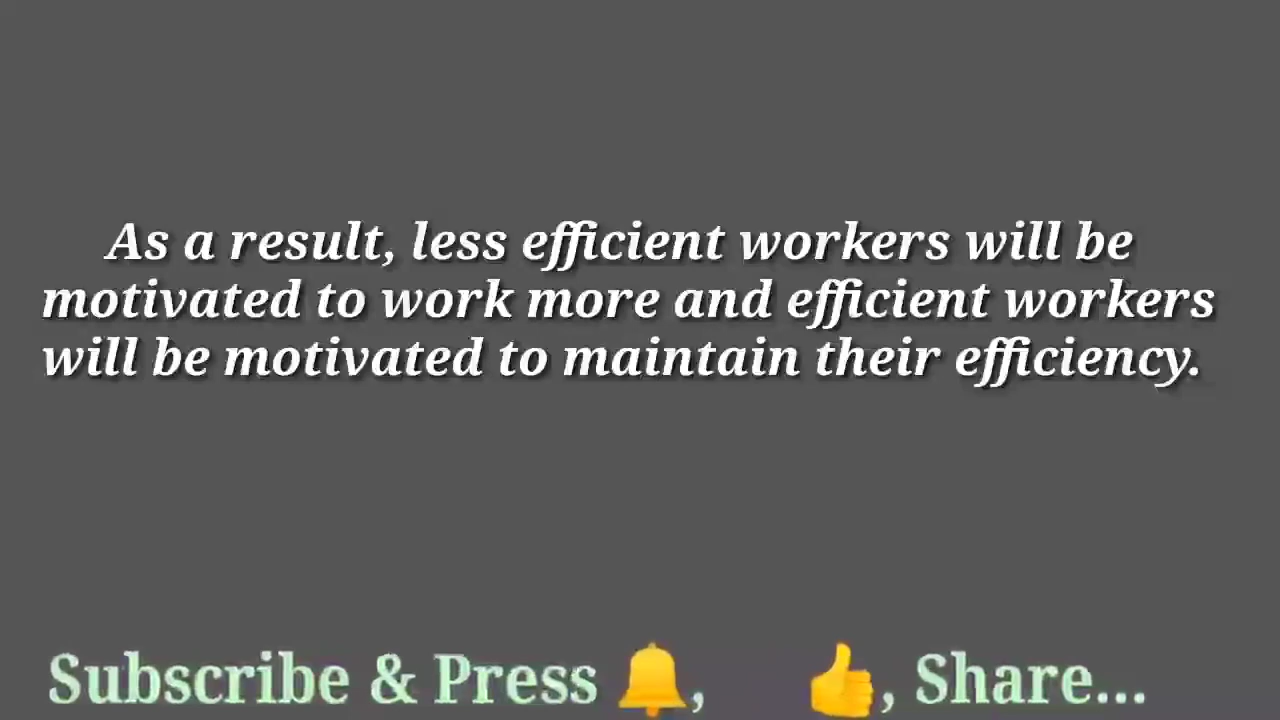 As a result, less efficient workers will be
motivated to work more and efficient workers
will be motivated to maintain their efficiency.
Subscribe & Press 🔔, 👍, Share...